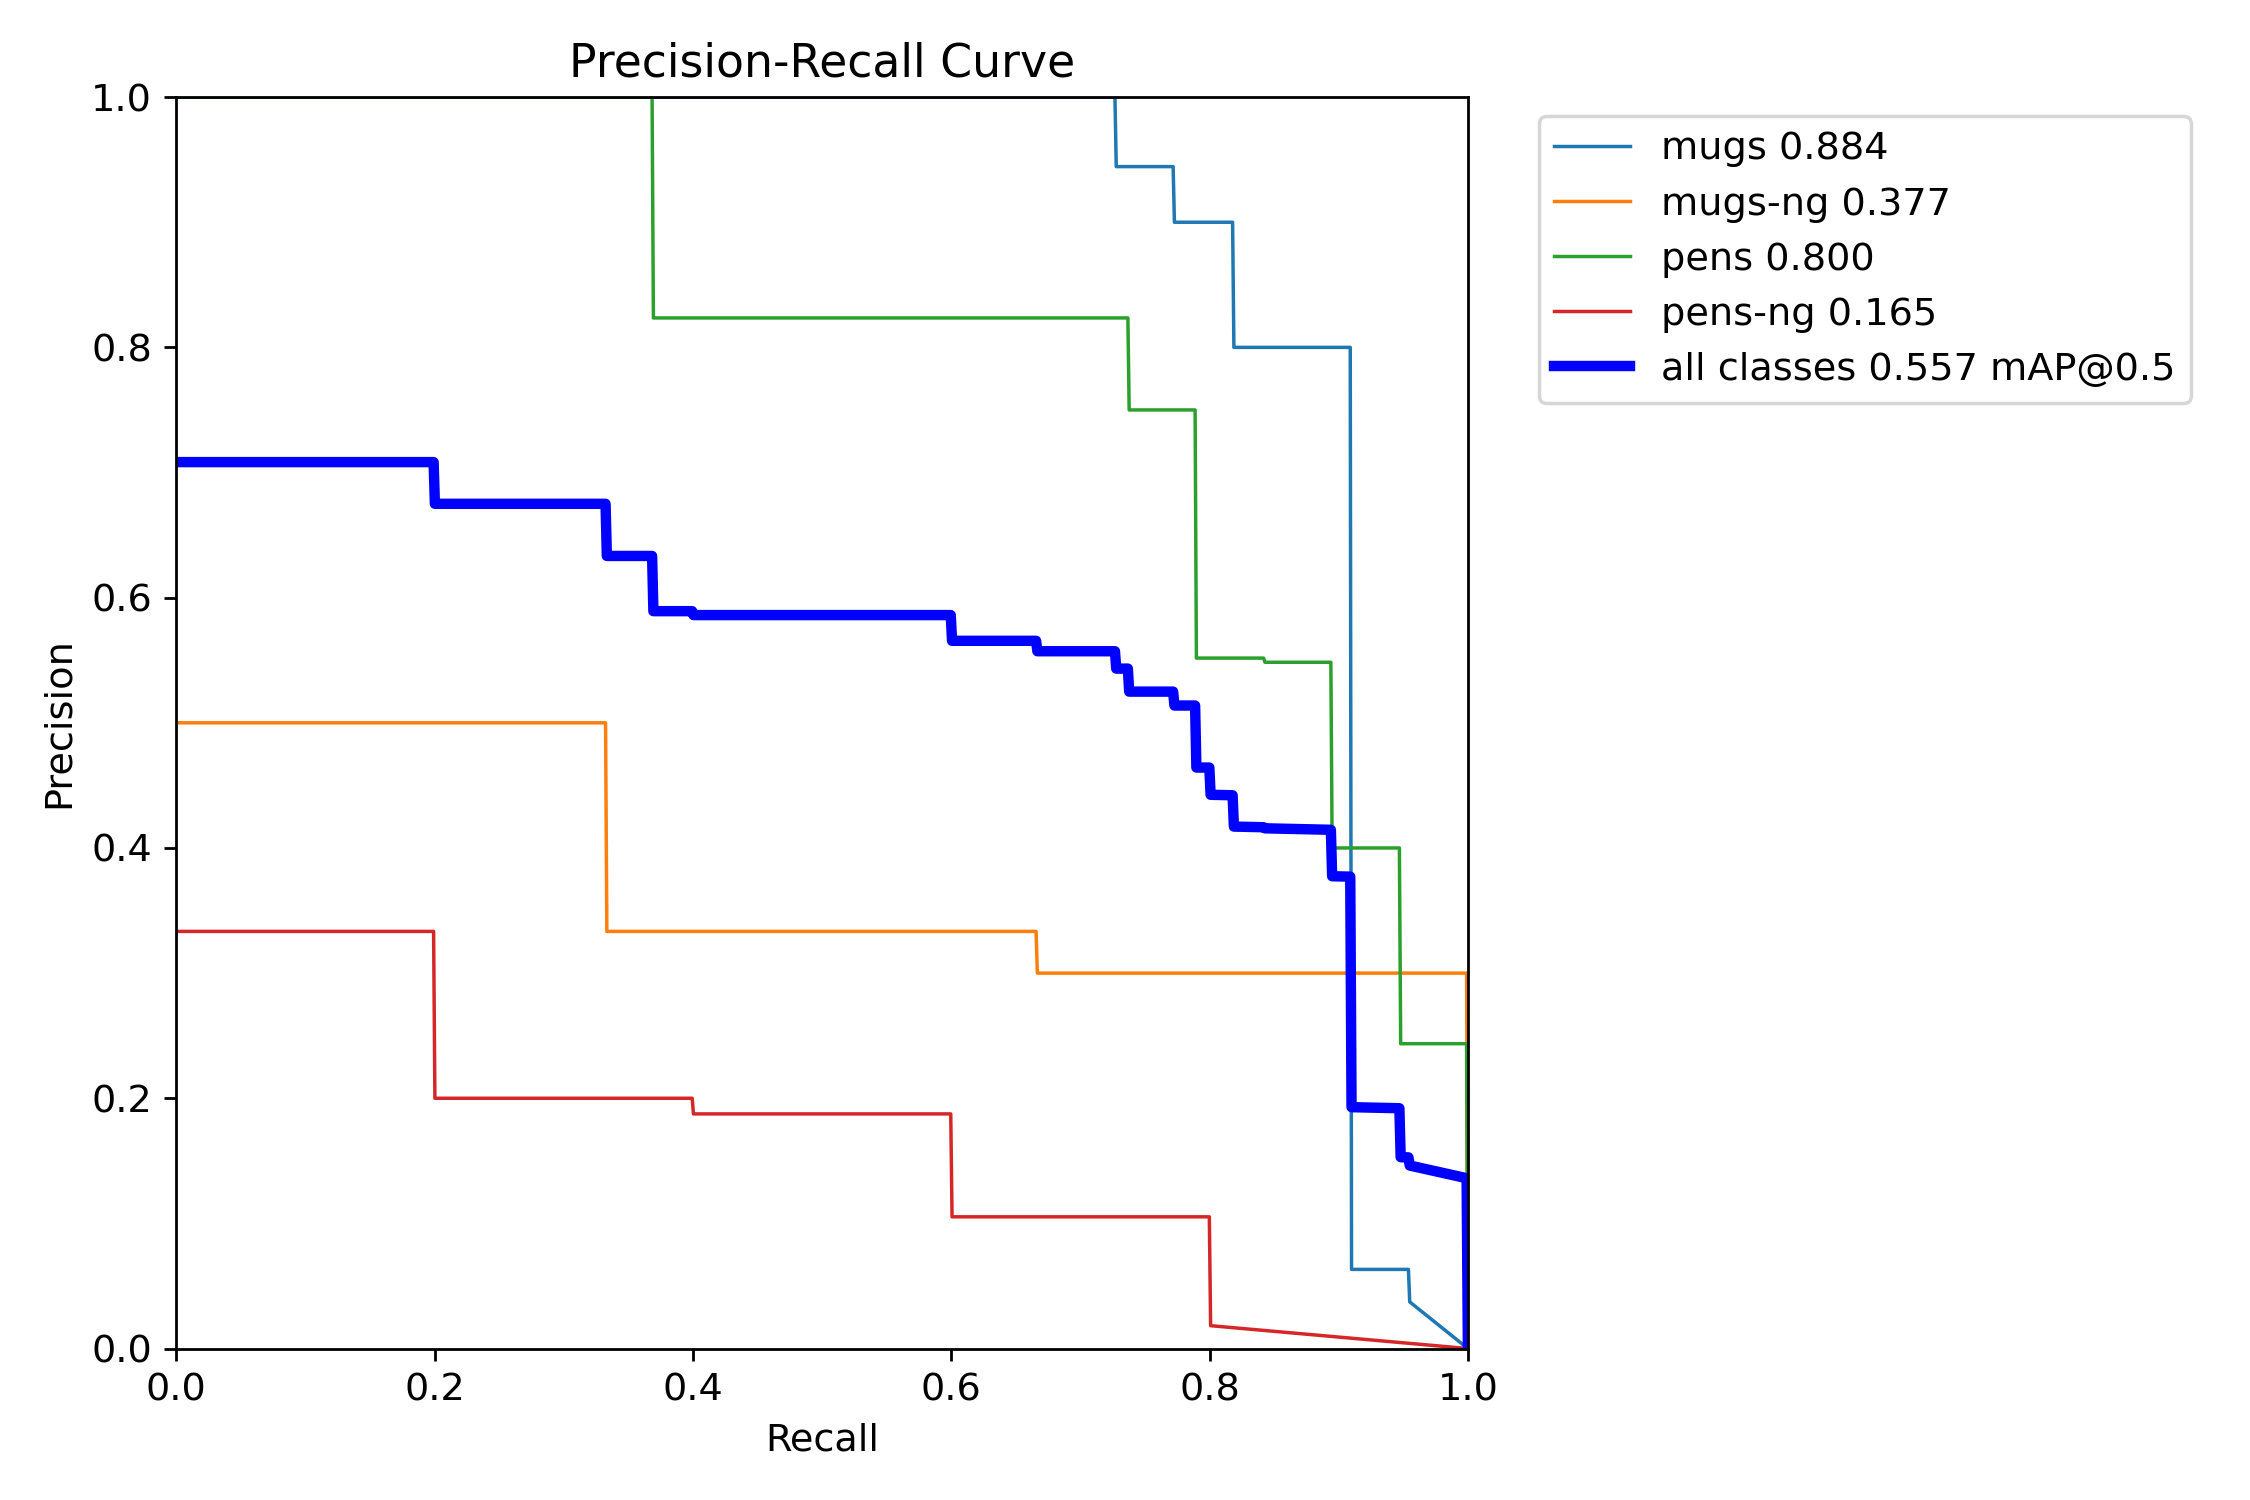 Precision-Recall Curve
1.0
0.8
0.6
0.4
0.2
0.0
Precision
0.0 0.2 0.4 0.6 0.8 1.0
Recall
mugs 0.884
mugs-ng 0.377
pens 0.800
pens-ng 0.165
all classes 0.557 mAP@0.5